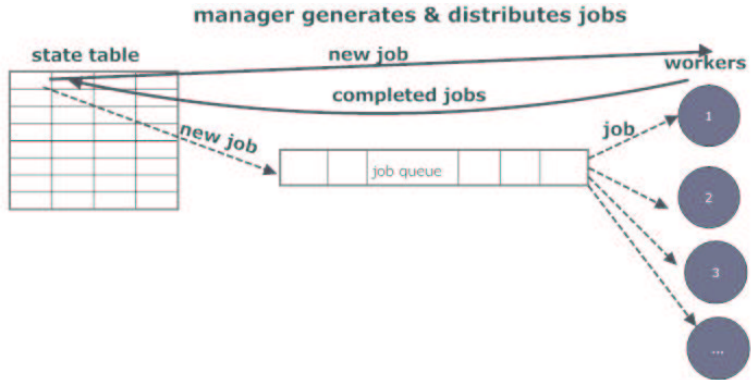 manager generates & distributes jobs
state table
new job
workers
completed jobs
new job
job
job queue
1
2
3
...